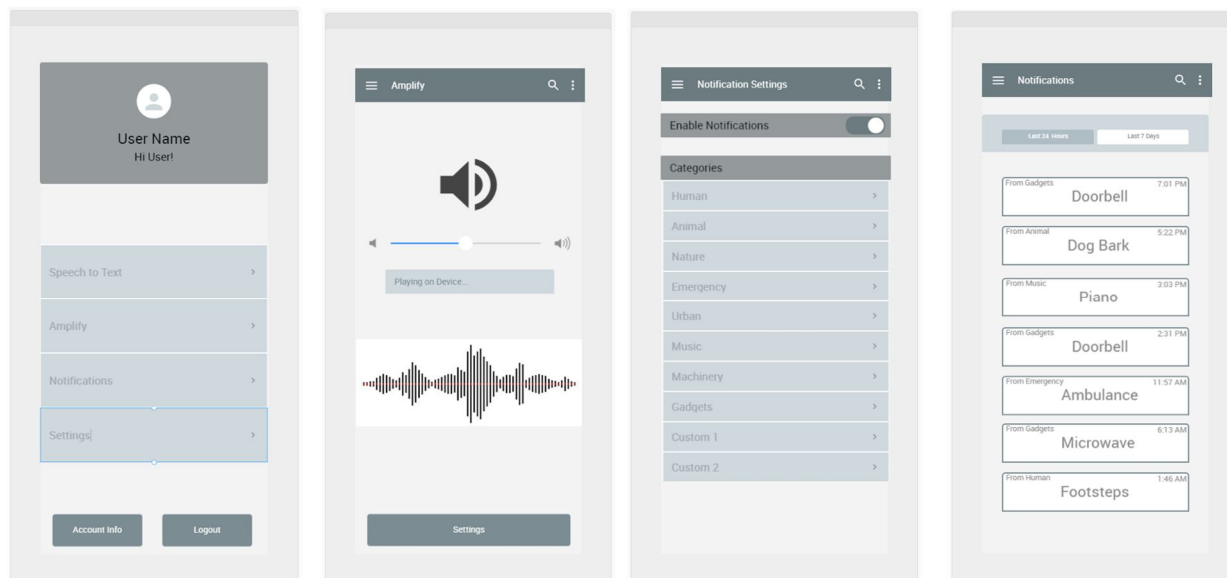 User Name
Hi User!
Speech to Text
Amplify
Notifications
Settings
Account Info
Logout
Amplify
Playing on Device...
Settings
Notification Settings
Enable Notifications
Categories
Human
Animal
Nature
Emergency
Urban
Music
Machinery
Gadgets
Custom 1
Custom 2
Notifications
Last 24 Hours
Last 7 Days
From Gadgets
7:01 PM
Doorbell
From Animal
5:22 PM
Dog Bark
From Music
3:03 PM
Piano
From Gadgets
2:31 PM
Doorbell
From Emergency
11:57 AM
Ambulance
From Gadgets
6:13 AM
Microwave
From Human
1:46 AM
Footsteps